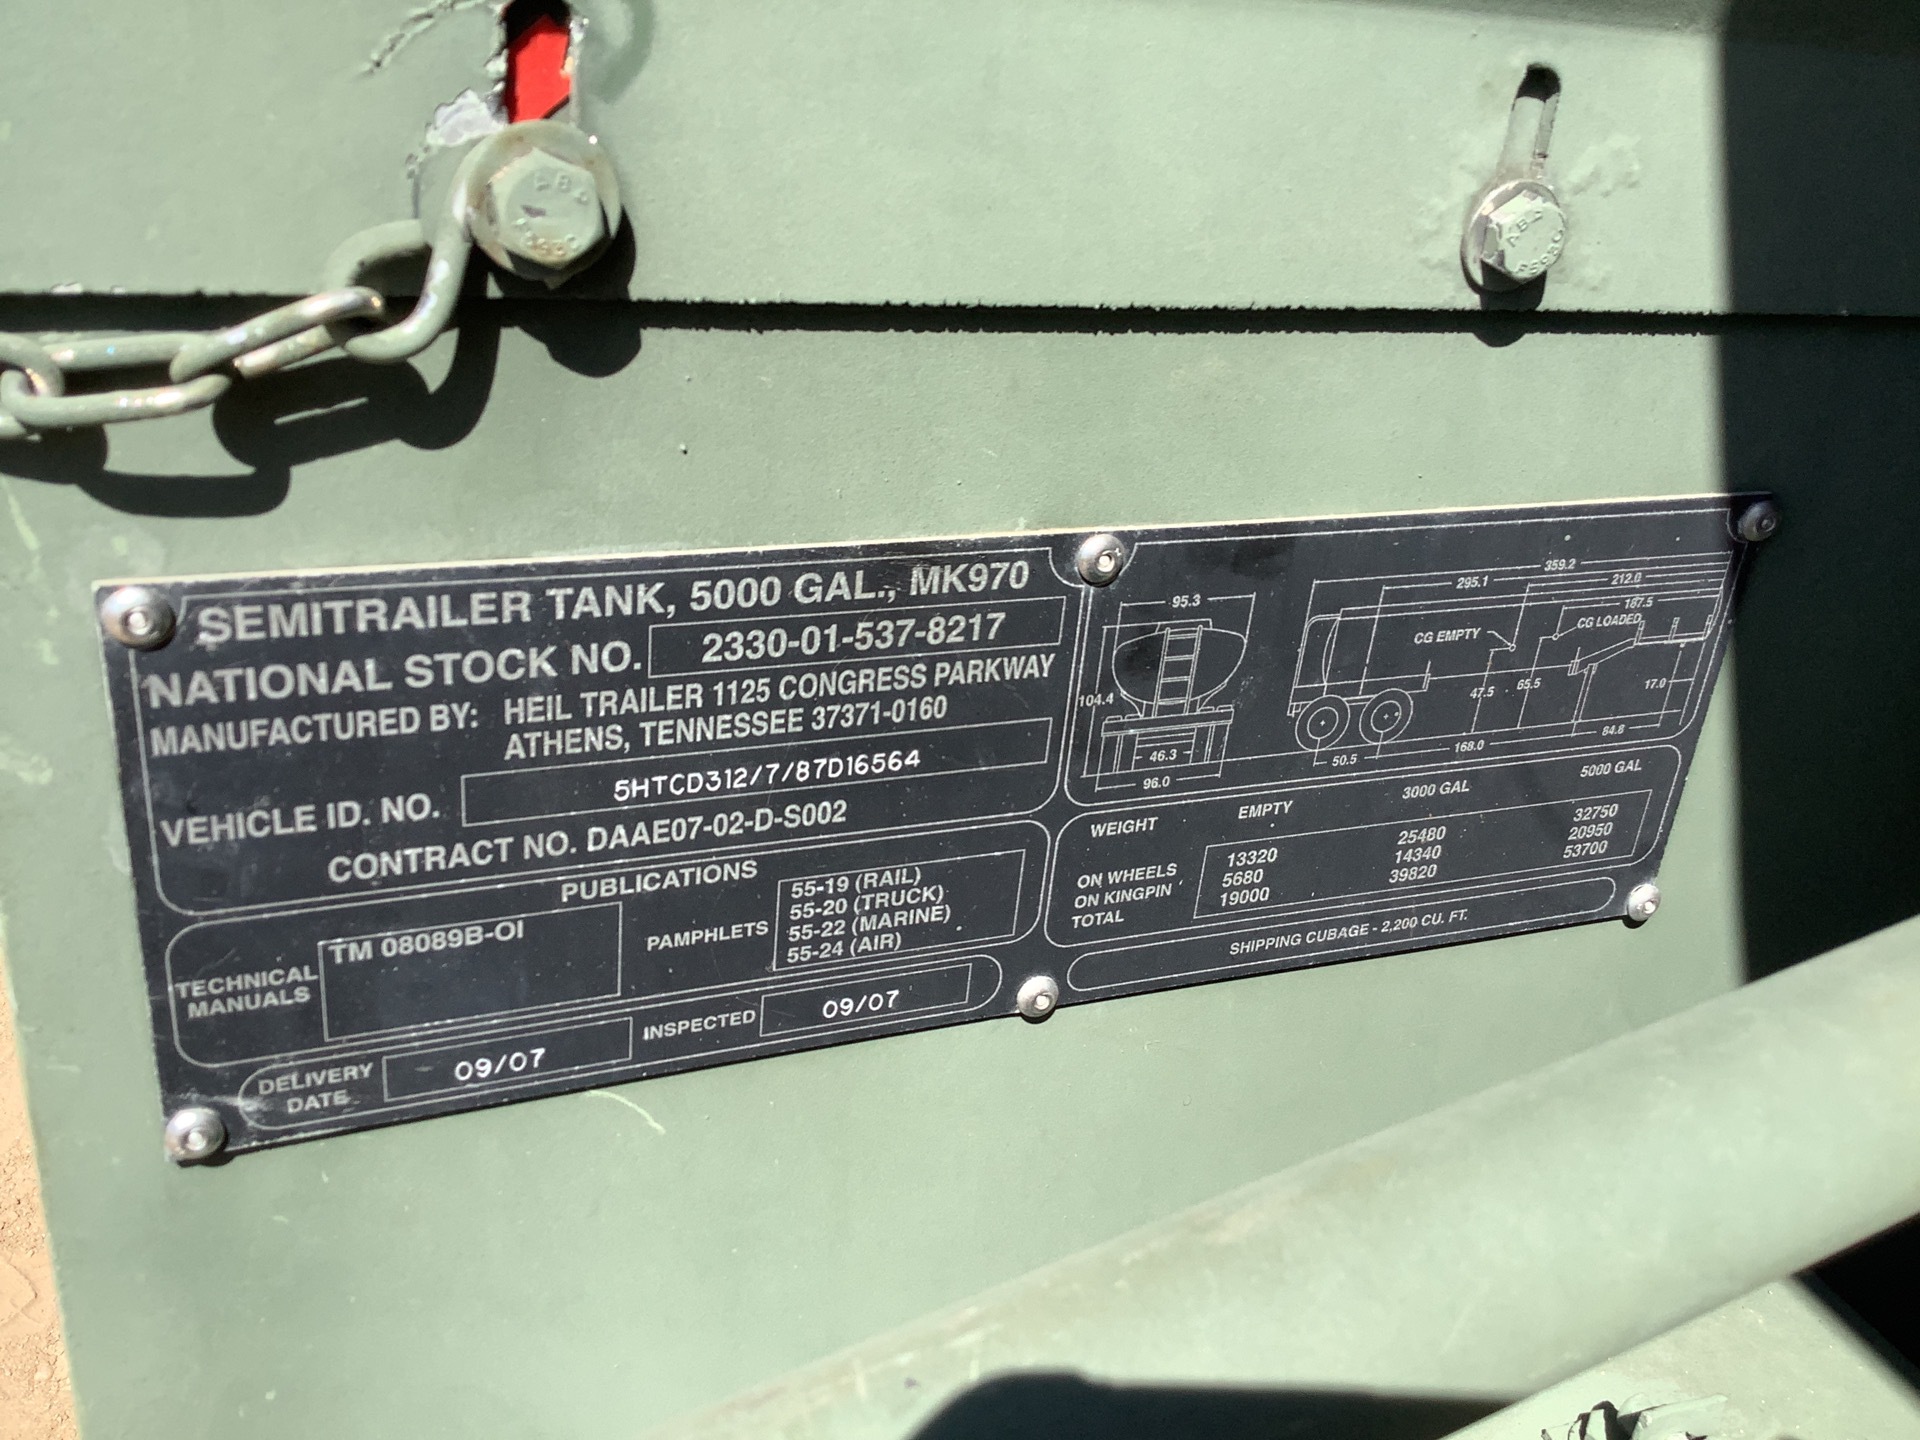 SEMITRAILER TANK, 5000 GAL., MK970
NATIONAL STOCK NO. 2330-01-537-8217
MANUFACTURED BY: HEIL TRAILER 1125 CONGRESS PARKWAY
ATHENS, TENNESSEE 37371-0160
VEHICLE ID. NO. 5HTCD312/7/87D16564
CONTRACT NO. DAAE07-02-D-S002
PUBLICATIONS
TECHNICAL MANUALS
TM 08089B-OI
PAMPHLETS
55-19 (RAIL)
55-20 (TRUCK)
55-22 (MARINE)
55-24 (AIR)
DELIVERY DATE 09/07
INSPECTED 09/07
95.3
104.4
46.3
96.0
359.2
295.1
212.0
187.5
CG EMPTY
CG LOADED
47.5
65.5
17.0
50.5
168.0
84.8
WEIGHT EMPTY 3000 GAL 5000 GAL
ON WHEELS 13320 25480 32750
ON KINGPIN 5680 14340 20950
TOTAL 19000 39820 53700
SHIPPING CUBAGE - 2,200 CU. FT.